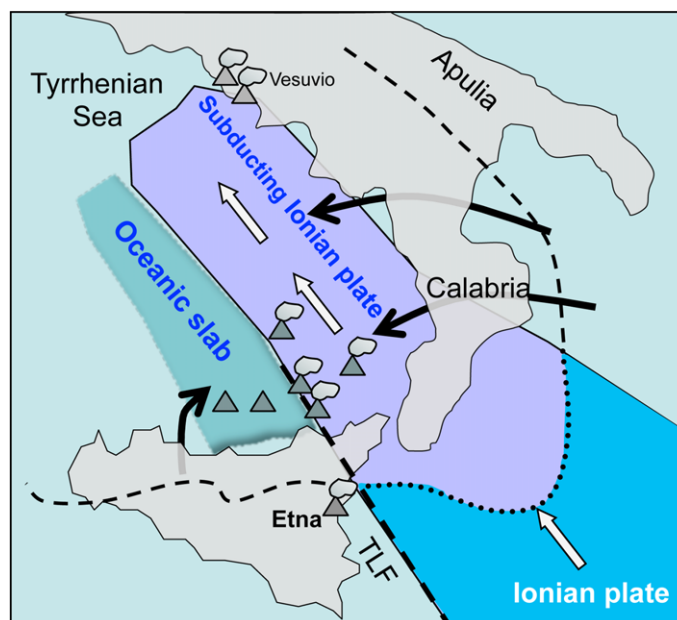 Tyrrhenian
Sea
Vesuvio
Apulia
Subducting Ionian plate
Oceanic slab
Calabria
Etna
TLF
Ionian plate